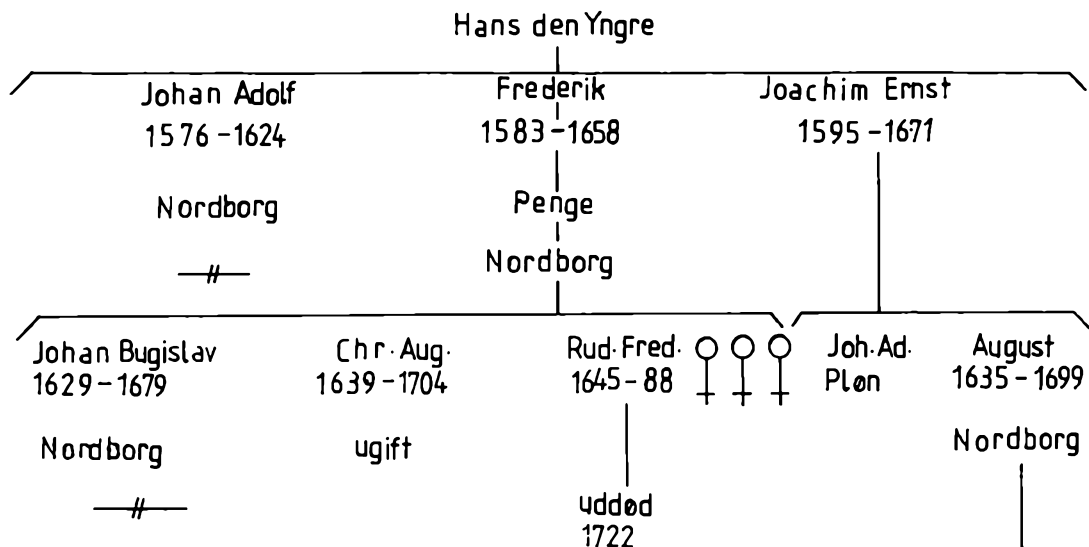 Hans den Yngre
Johan Adolf
1576-1624
Nordborg
Frederik
1583-1658
Penge
Nordborg
Joachim Ernst
1595-1671
Johan Bugislav
1629-1679
Nordborg
Chr. Aug.
1639-1704
ugift
Rud. Fred.
1645-88
uddød
1722
Joh. Ad.
Pløn
August
1635-1699
Nordborg